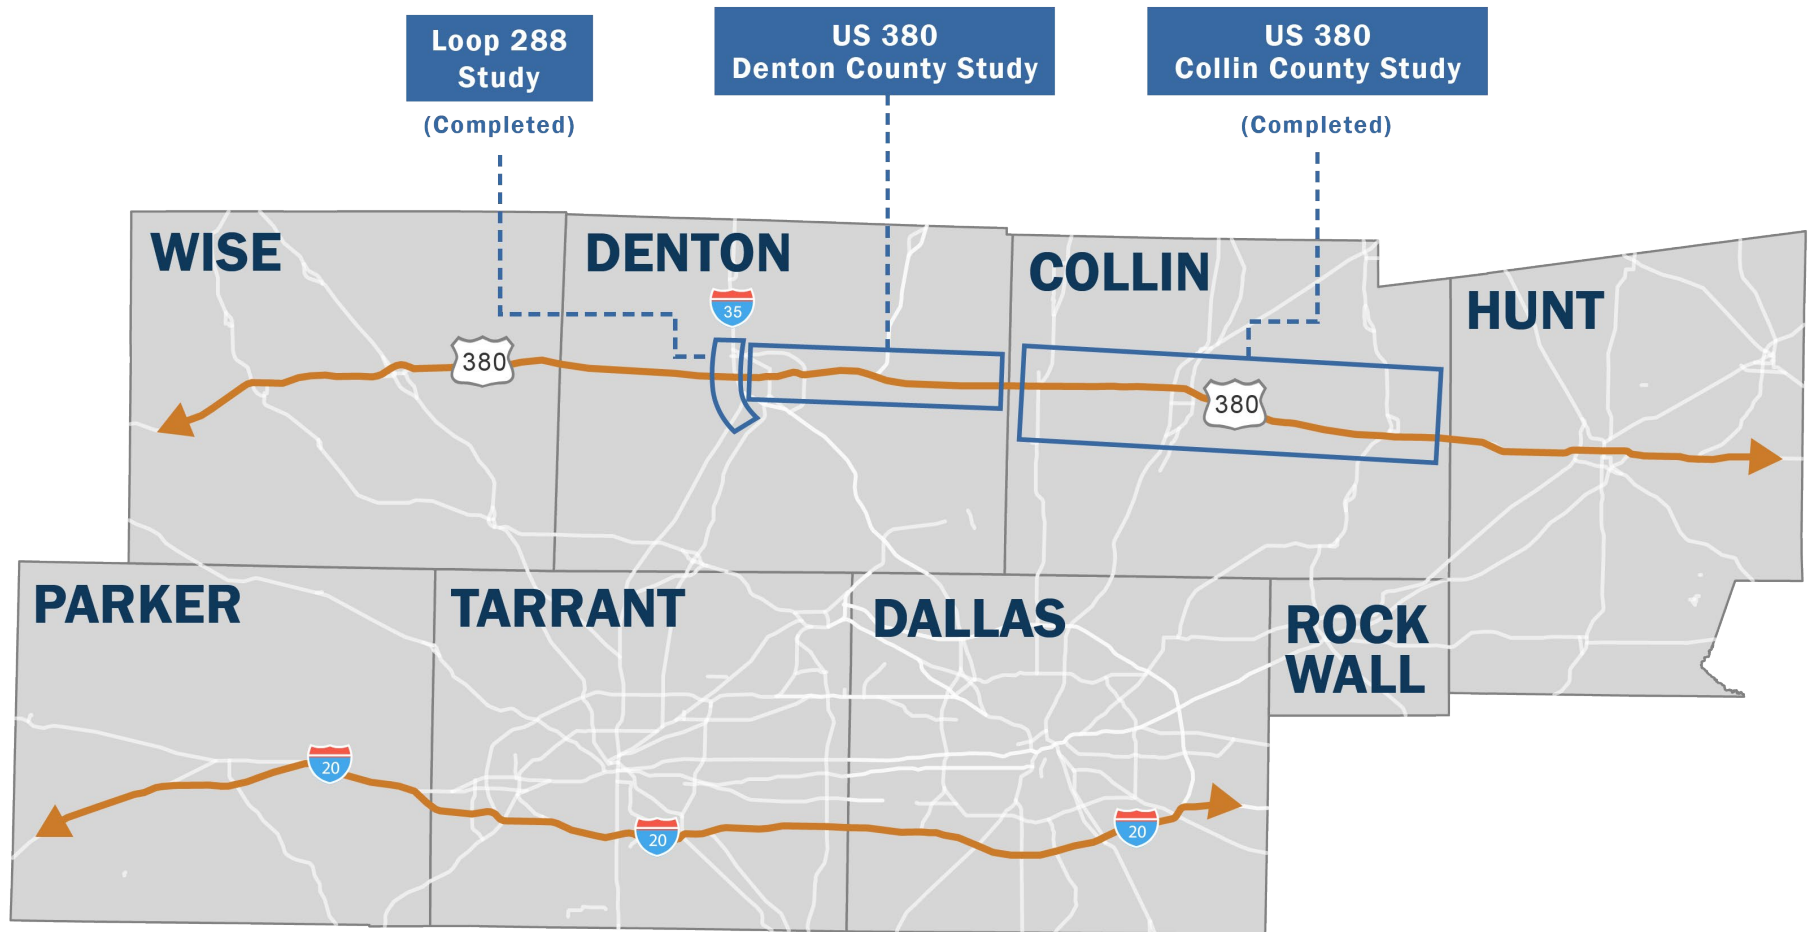 Loop 288
Study
(Completed)
US 380
Denton County Study
US 380
Collin County Study
(Completed)
WISE
DENTON
COLLIN
HUNT
35
380
380
PARKER
TARRANT
DALLAS
ROCK
WALL
20
20
20